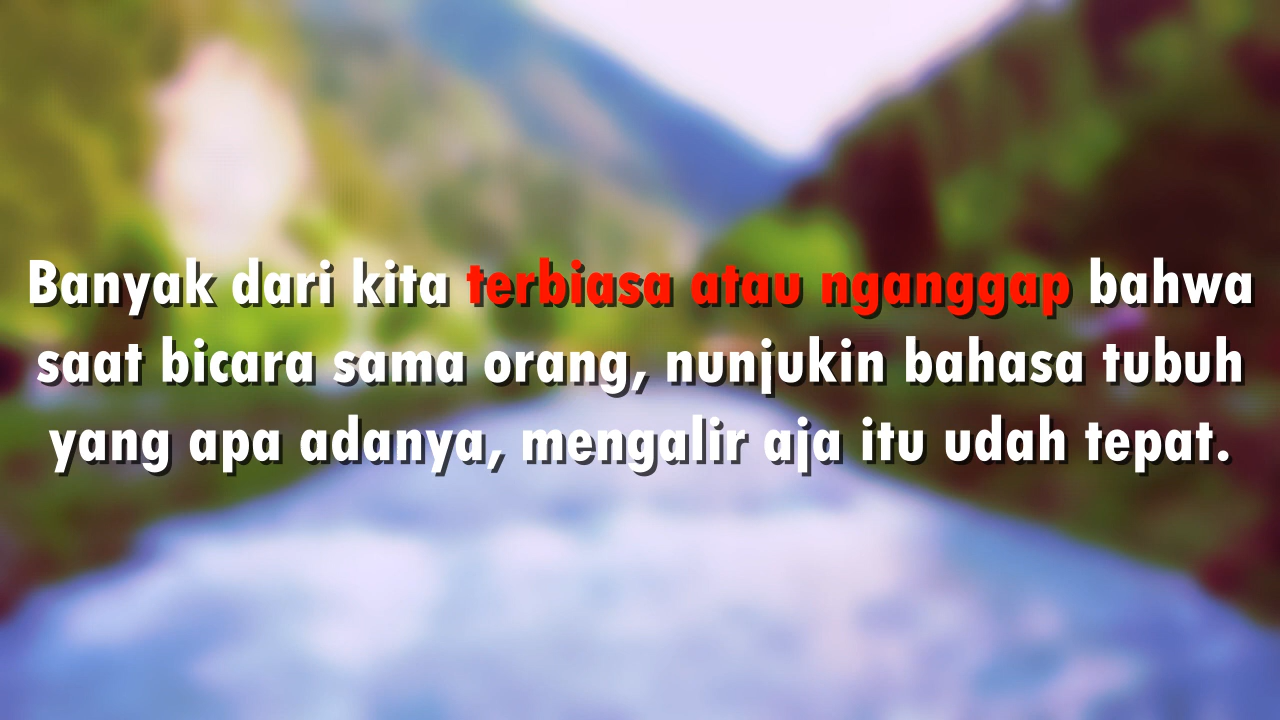 Banyak dari kita terbiasa atau nganggap bahwa
saat bicara sama orang, nunjukin bahasa tubuh
yang apa adanya, mengalir aja itu udah tepat.